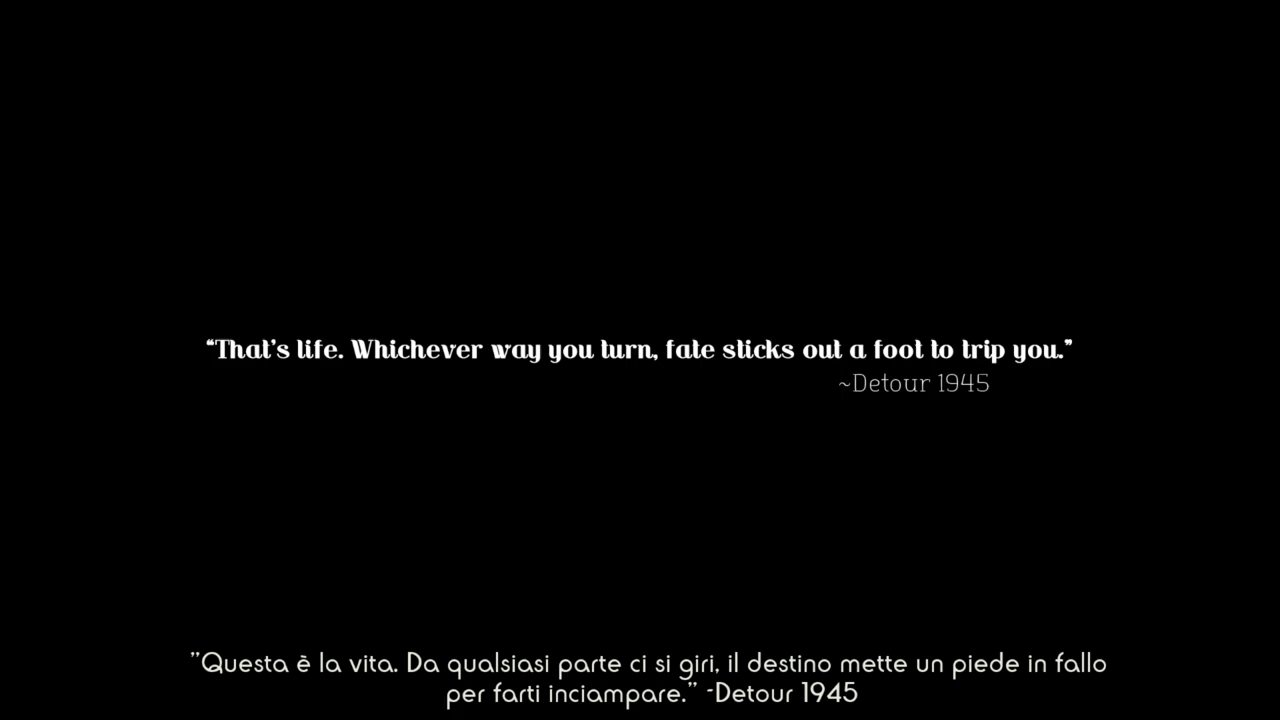 “That’s life. Whichever way you turn, fate sticks out a foot to trip you.”
~Detour 1945
”Questa è la vita. Da qualsiasi parte ci si giri, il destino mette un piede in fallo
per farti inciampare.” -Detour 1945